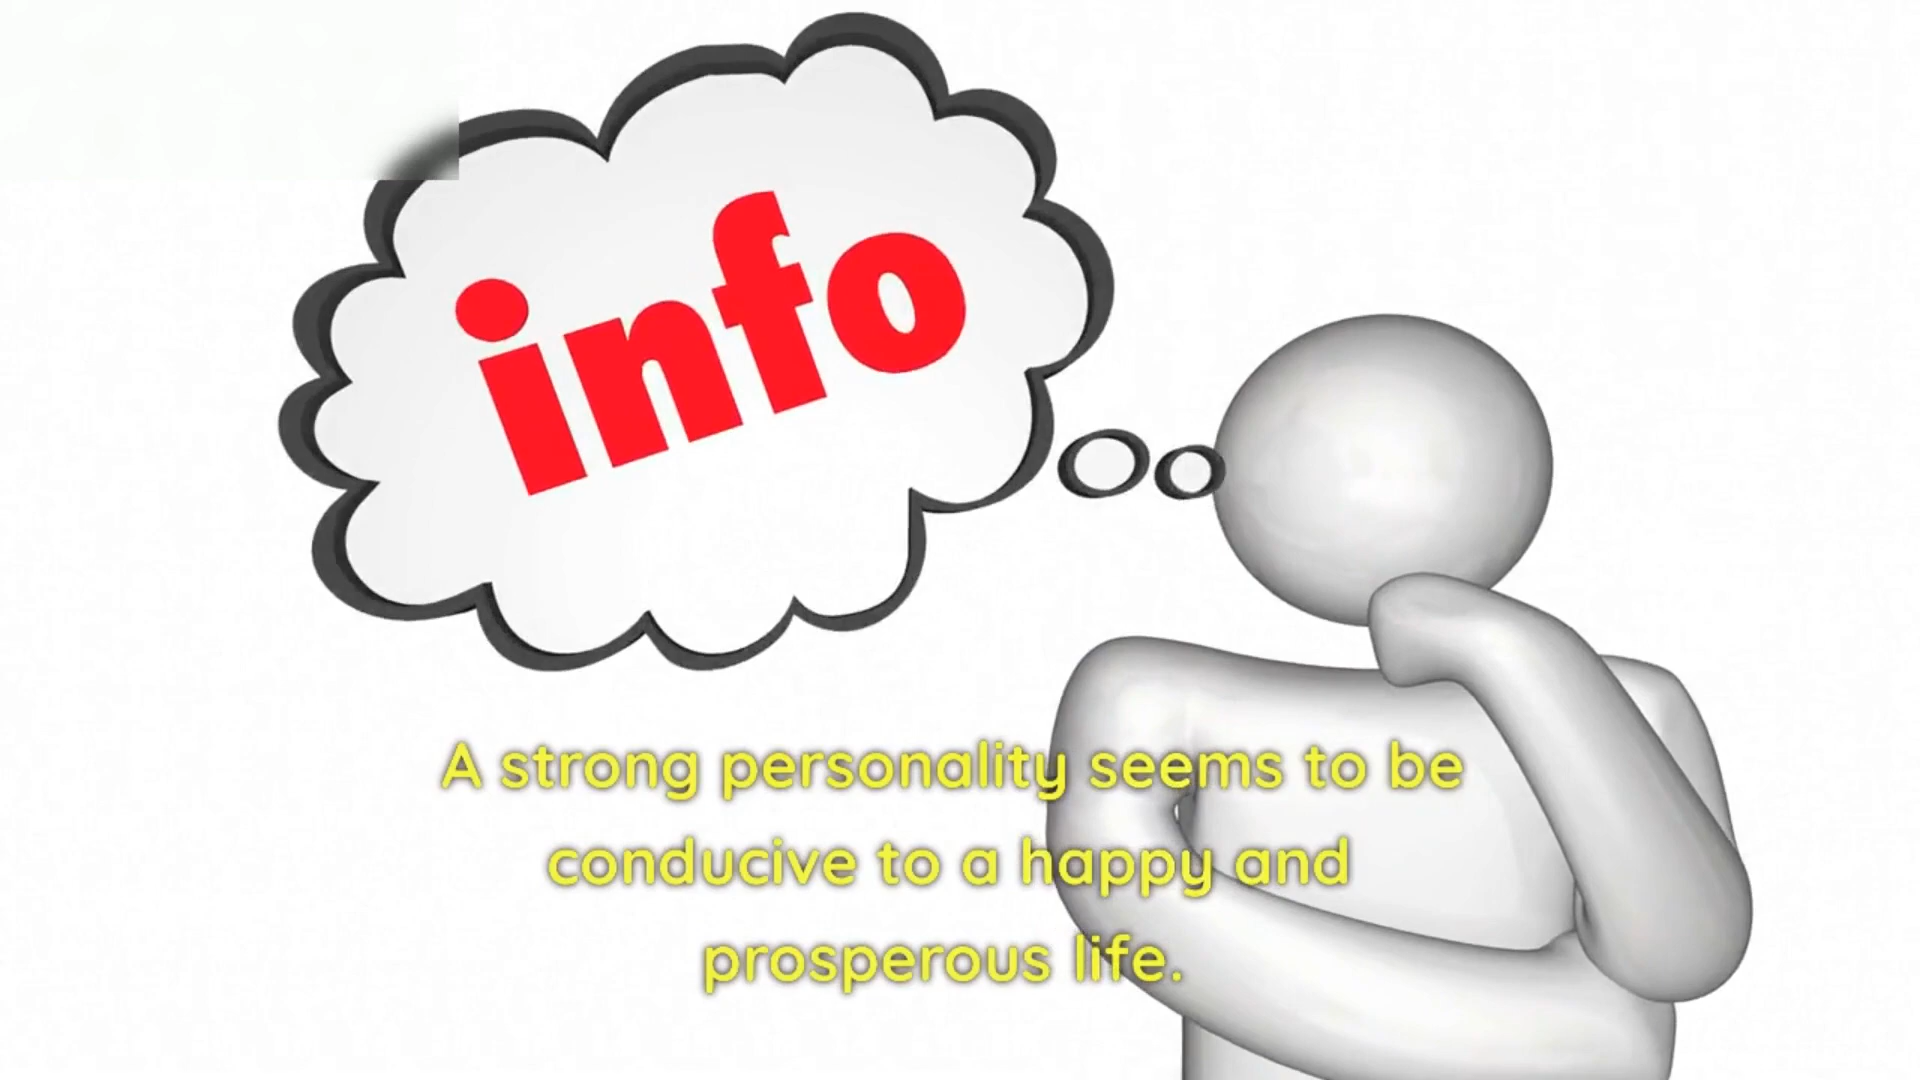 info
A strong personality seems to be
conducive to a happy and
prosperous life.